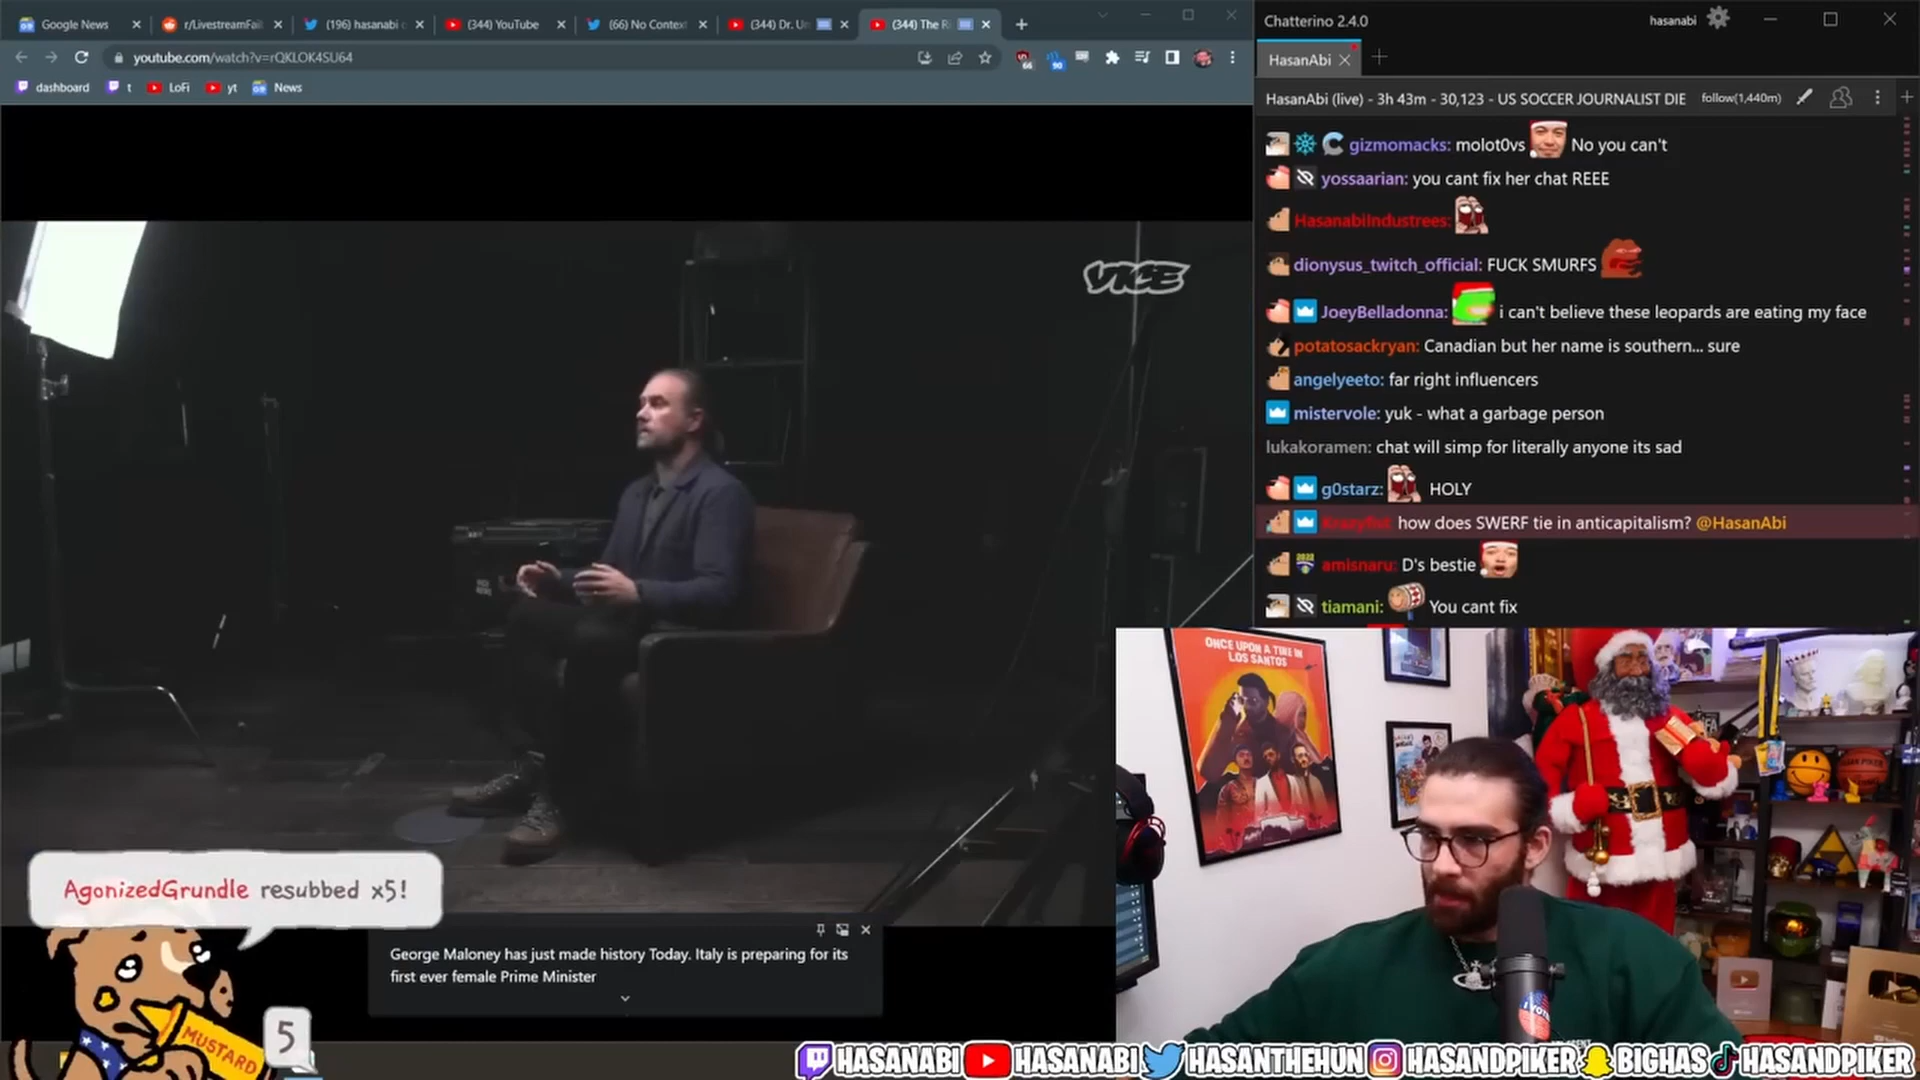 Google News
r/LivestreamFail
(196) hasanabi c
(344) YouTube
(66) No Context
(344) Dr. Un
(344) The Ri
youtube.com/watch?v=rQKLOK4SU64
66
90
dashboard
t
LoFi
yt
News
Chatterino 2.4.0
hasanabi
HasanAbi
HasanAbi (live) - 3h 43m - 30,123 - US SOCCER JOURNALIST DIE
follow(1,440m)
gizmomacks: molot0vs No you can't
yossaarian: you cant fix her chat REEE
HasanabiIndustrees:
dionysus_twitch_official: FUCK SMURFS
JoeyBelladonna: i can't believe these leopards are eating my face
potatosackryan: Canadian but her name is southern... sure
angelyeeto: far right influencers
mistervole: yuk - what a garbage person
lukakoramen: chat will simp for literally anyone its sad
g0starz: HOLY
how does SWERF tie in anticapitalism? @HasanAbi
amisnaru: D's bestie
tiamani: You cant fix
VICE
ONCE UPON A TIME IN
LOS SANTOS
AgonizedGrundle resubbed x5!
MUSTARD
5
George Maloney has just made history Today. Italy is preparing for its
first ever female Prime Minister
HASANABI
HASANABI
HASANTHEHUN
HASANDPIKER
BIGHAS
HASANDPIKER